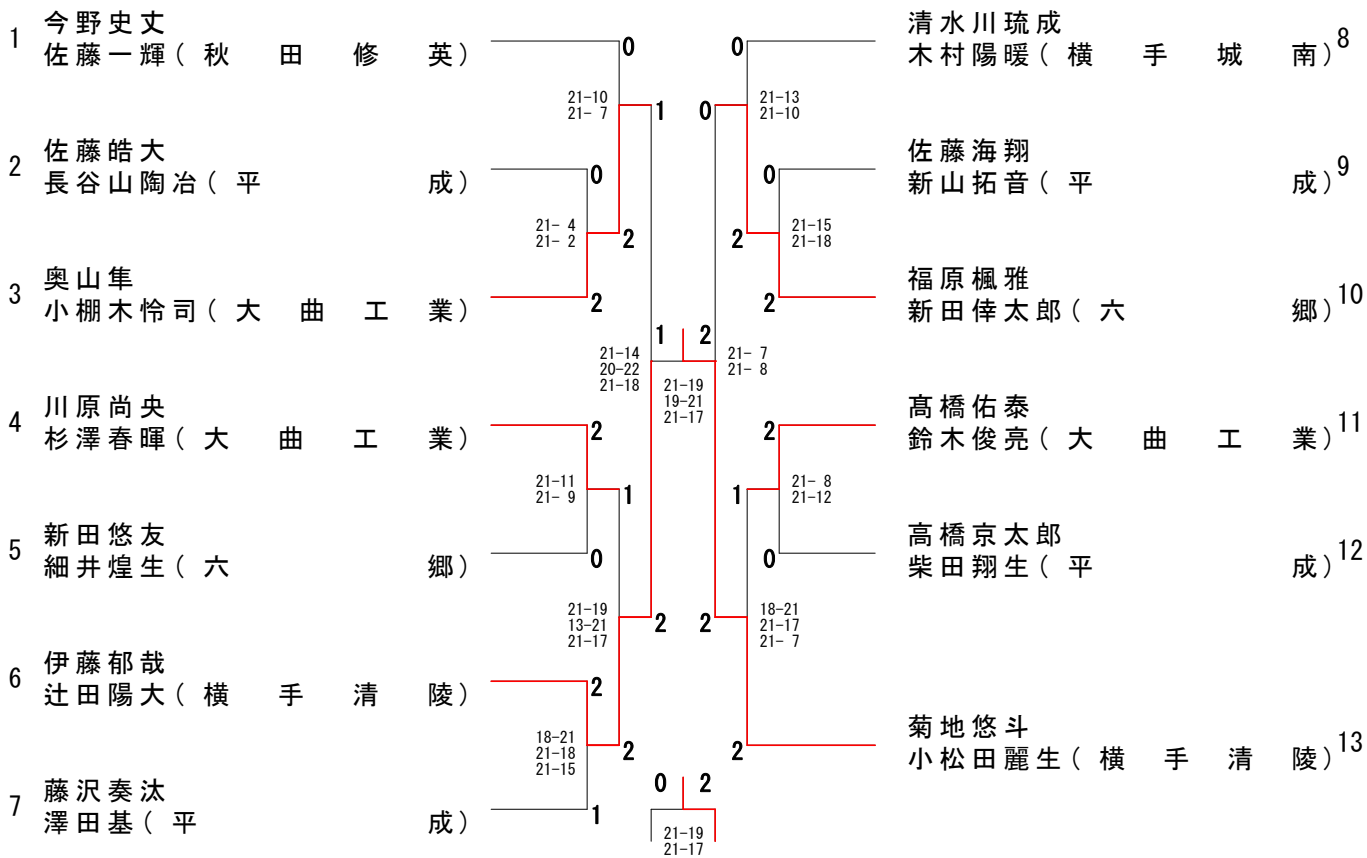 1 今野史丈
佐藤一輝(秋田修英)
0
21-10
21- 7
1
2 佐藤皓大
長谷山陶冶(平成)
0
21- 4
21- 2
2
3 奥山隼
小棚木怜司(大曲工業)
2
21-14
20-22
21-18
4 川原尚央
杉澤春暉(大曲工業)
2
21-11
21- 9
1
5 新田悠友
細井煌生(六郷)
0
21-19
13-21
21-17
2
6 伊藤郁哉
辻田陽大(横手清陵)
2
18-21
21-18
21-15
2
7 藤沢奏汰
澤田基(平成)
1
1 2
21-19
19-21
21-17
0 2
21-19
21-17
清水川琉成 8
木村陽暖(横手城南)
0
0
21-13
21-10
佐藤海翔 9
新山拓音(平成)
0
2
21-15
21-18
福原楓雅 10
新田倖太郎(六郷)
2
21- 7
21- 8
髙橋佑泰 11
鈴木俊亮(大曲工業)
2
1
21- 8
21-12
高橋京太郎 12
柴田翔生(平成)
0
2
18-21
21-17
21- 7
菊地悠斗 13
小松田麗生(横手清陵)
2